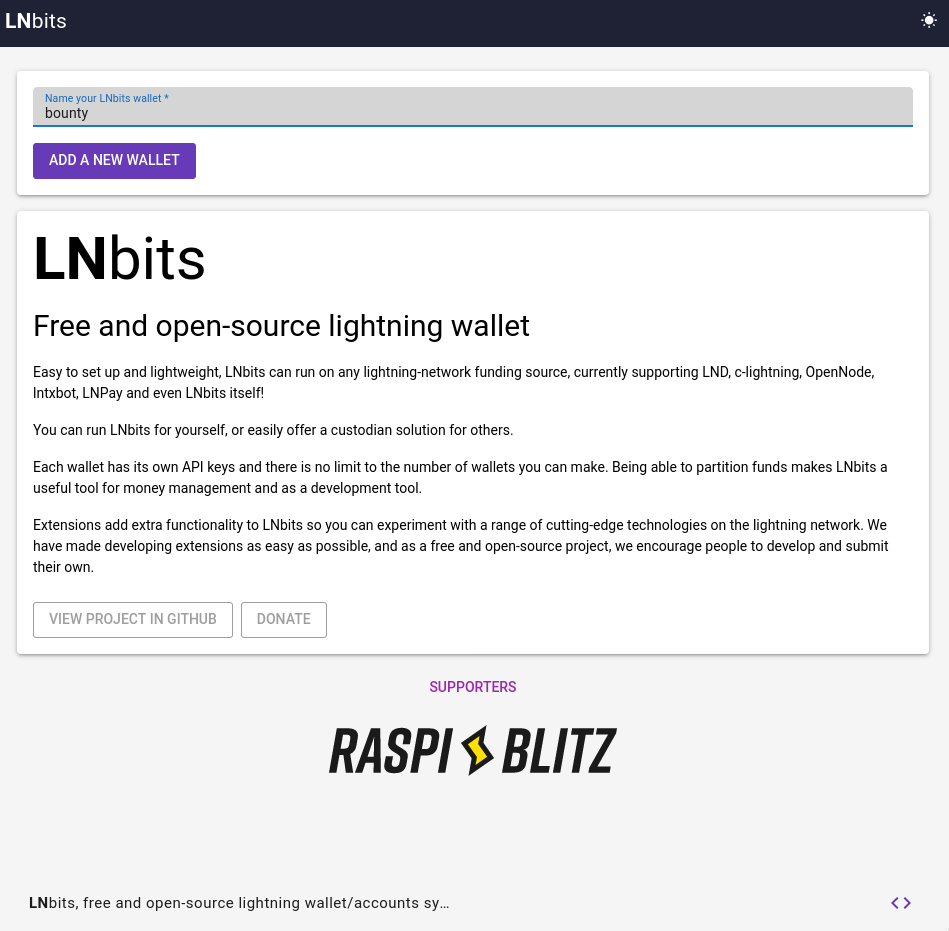 LNbits
Name your LNbits wallet *
bounty
ADD A NEW WALLET
LNbits
Free and open-source lightning wallet
Easy to set up and lightweight, LNbits can run on any lightning-network funding source, currently supporting LND, c-lightning, OpenNode,
lntxbot, LNPay and even LNbits itself!
You can run LNbits for yourself, or easily offer a custodian solution for others.
Each wallet has its own API keys and there is no limit to the number of wallets you can make. Being able to partition funds makes LNbits a
useful tool for money management and as a development tool.
Extensions add extra functionality to LNbits so you can experiment with a range of cutting-edge technologies on the lightning network. We
have made developing extensions as easy as possible, and as a free and open-source project, we encourage people to develop and submit
their own.
VIEW PROJECT IN GITHUB DONATE
SUPPORTERS
RASPI BLITZ
LNbits, free and open-source lightning wallet/accounts sy…